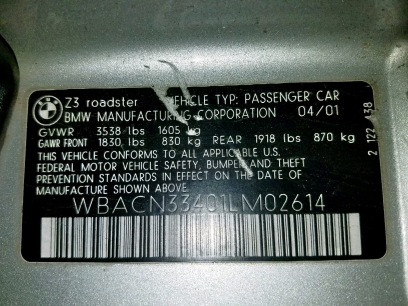 BMW
Z3 roadster VEHICLE TYP: PASSENGER CAR
BMW MANUFACTURING CORPORATION 04/01
GVWR 3538 lbs 1605 kg
GAWR FRONT 1830 lbs 830 kg REAR 1918 lbs 870 kg
THIS VEHICLE CONFORMS TO ALL APPLICABLE U.S.
FEDERAL MOTOR VEHICLE SAFETY, BUMPER, AND THEFT
PREVENTION STANDARDS IN EFFECT ON THE DATE OF
MANUFACTURE SHOWN ABOVE.
WBACN33401LM02614
2 122 438